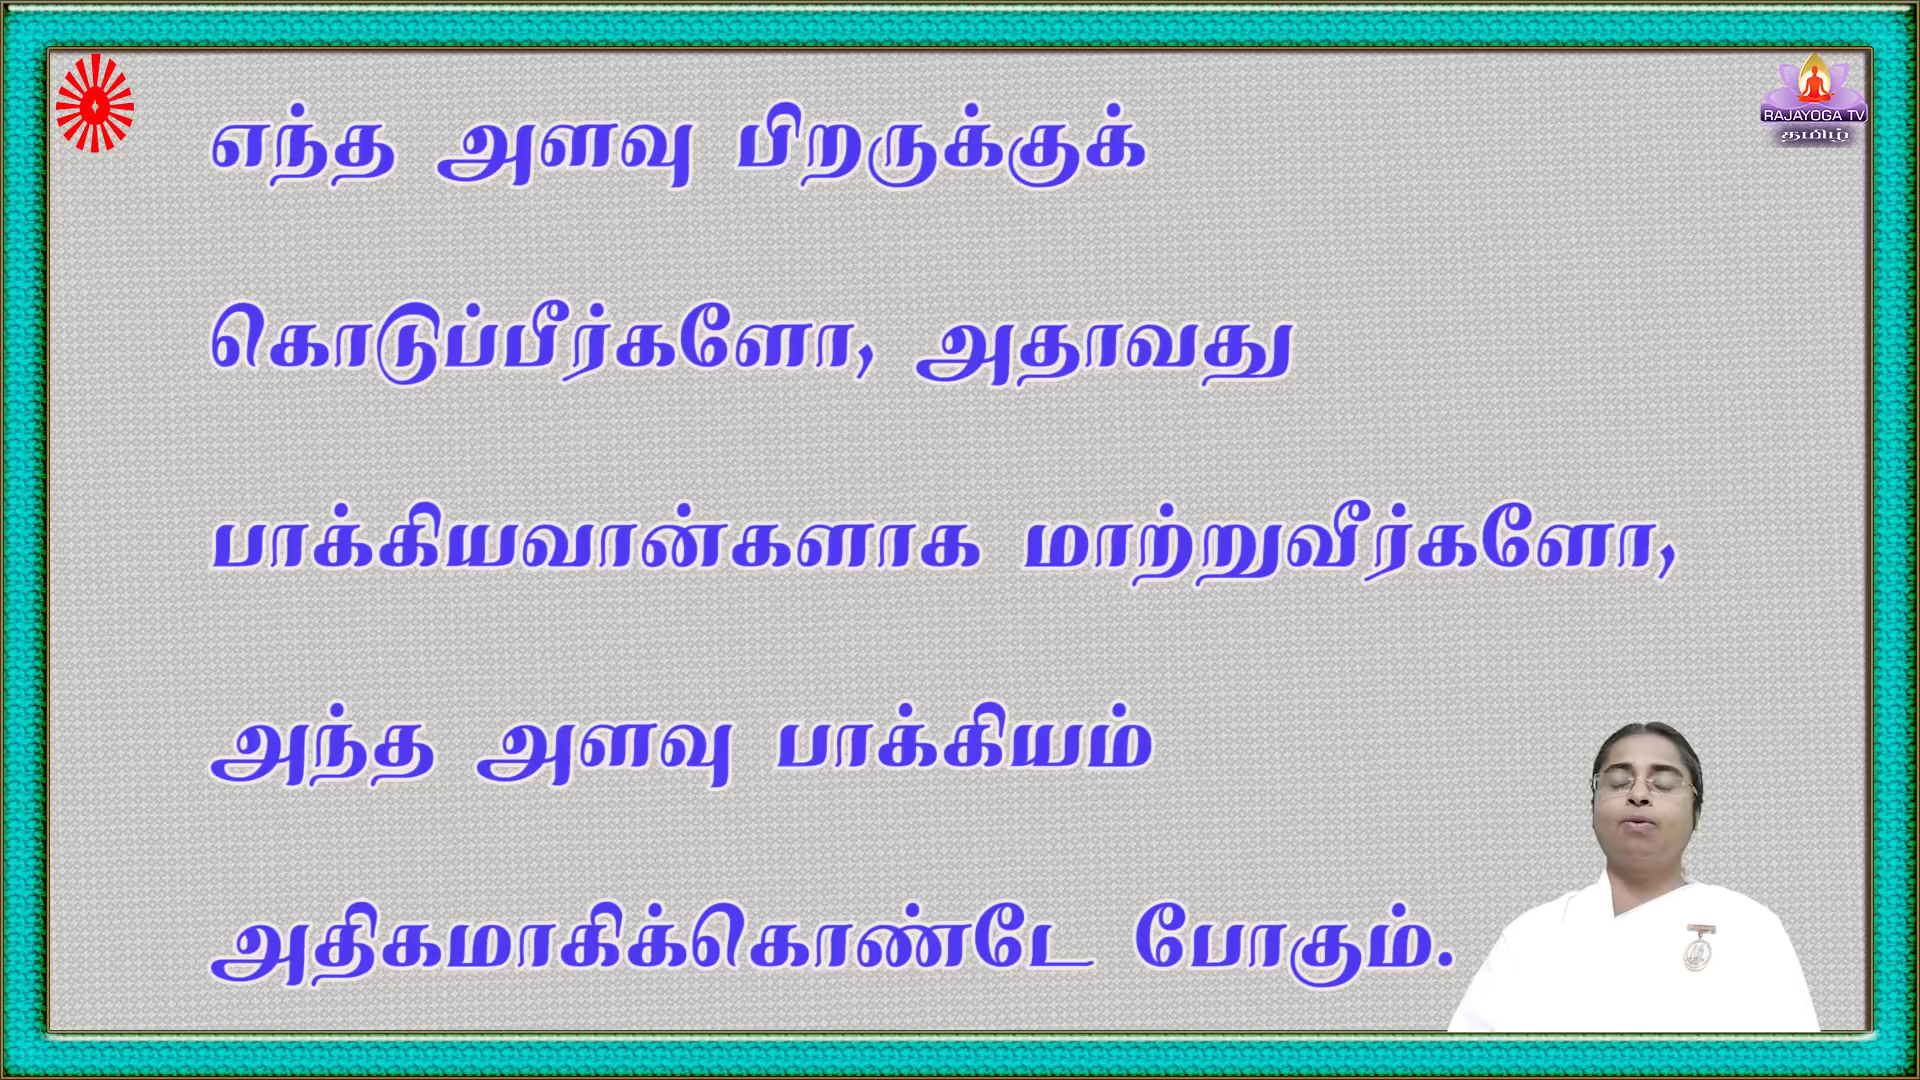 RAJAYOGA TV
தமிழ்
எந்த அளவு பிறருக்குக்
கொடுப்பீர்களோ, அதாவது
பாக்கியவான்களாக மாற்றுவீர்களோ,
அந்த அளவு பாக்கியம்
அதிகமாகிக்கொண்டே போகும்.